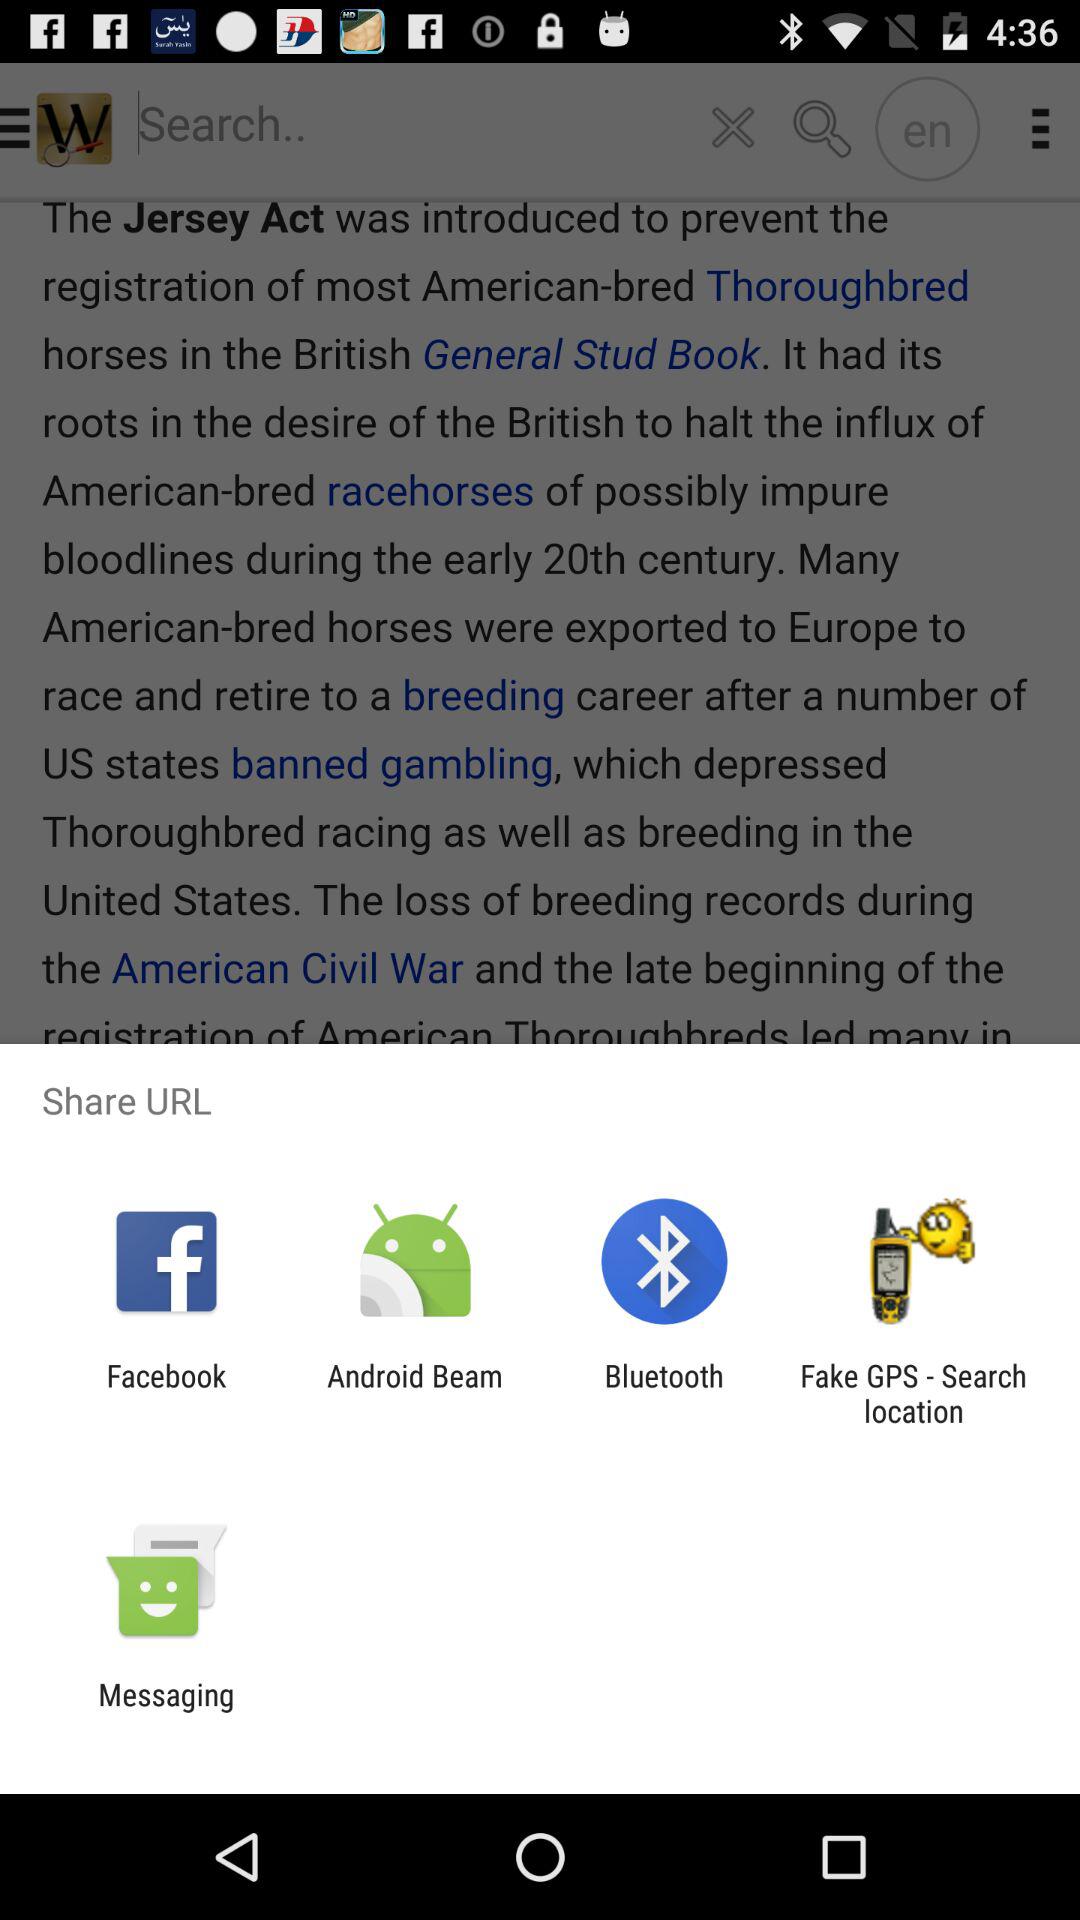 4:36
Search..
en
The Jersey Act was introduced to prevent the
registration of most American-bred Thoroughbred
horses in the British General Stud Book. It had its
roots in the desire of the British to halt the influx of
American-bred racehorses of possibly impure
bloodlines during the early 20th century. Many
American-bred horses were exported to Europe to
race and retire to a breeding career after a number of
US states banned gambling, which depressed
Thoroughbred racing as well as breeding in the
United States. The loss of breeding records during
the American Civil War and the late beginning of the
registration of American Thoroughbreds led many in
Share URL
Facebook
Android Beam
Bluetooth
Fake GPS - Search
location
Messaging